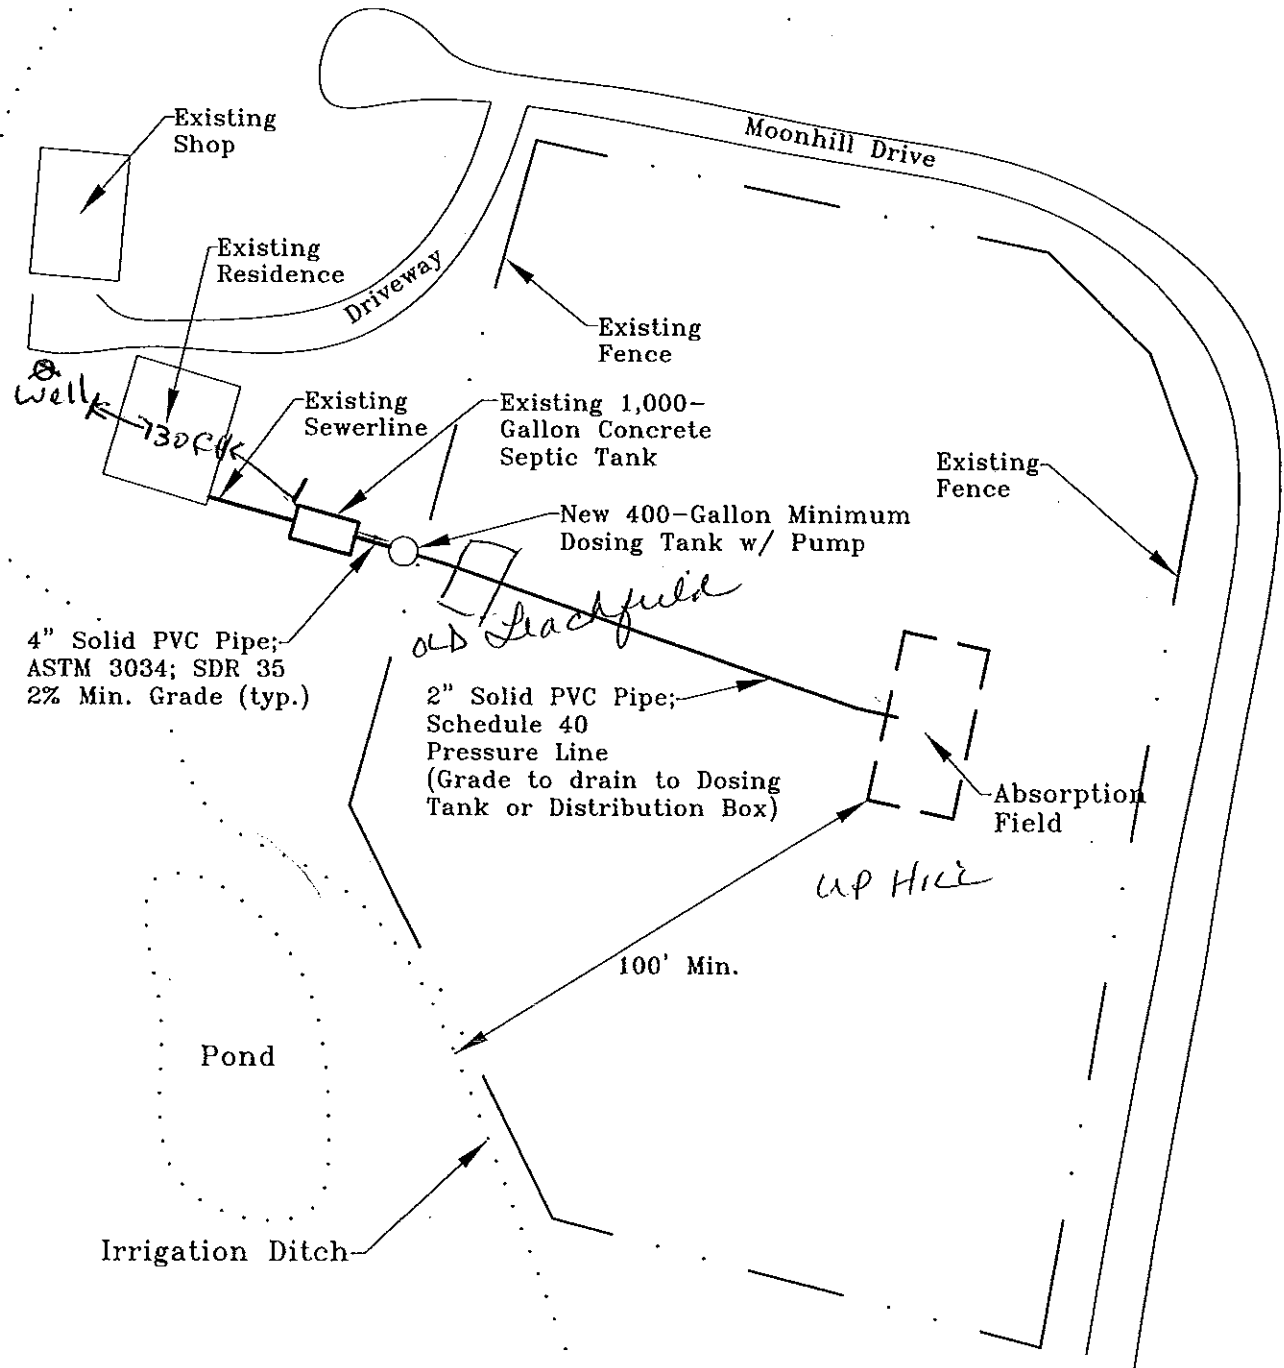 Existing
Shop
Moonhill Drive
Existing
Residence
Driveway
Existing
Fence
Well
Existing
Sewerline
Existing 1,000-
Gallon Concrete
Septic Tank
Existing
Fence
New 400-Gallon Minimum
Dosing Tank w/ Pump
OLD Leachfield
4" Solid PVC Pipe;
ASTM 3034; SDR 35
2% Min. Grade (typ.)
2" Solid PVC Pipe;
Schedule 40
Pressure Line
(Grade to drain to Dosing
Tank or Distribution Box)
Absorption
Field
UP HILL
100' Min.
Pond
Irrigation Ditch